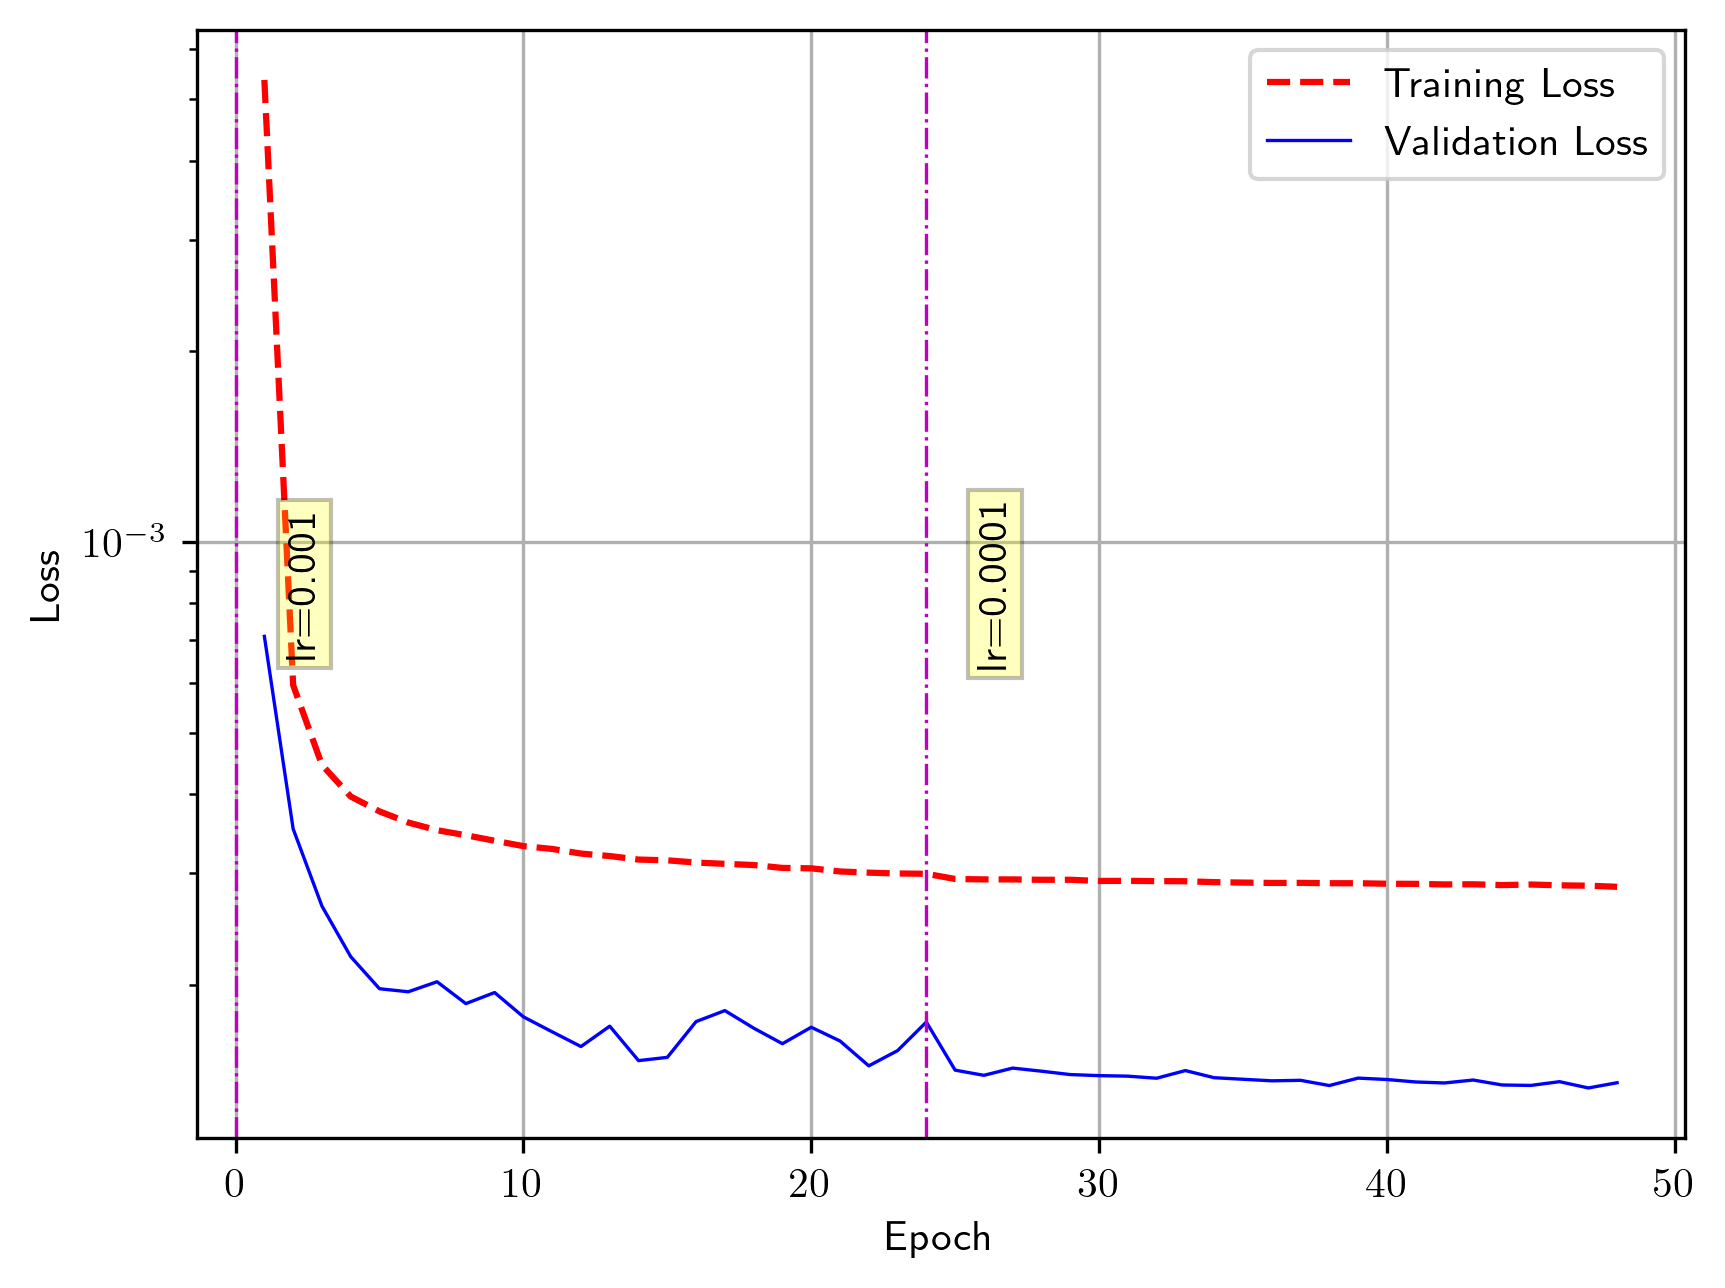 Training Loss
Validation Loss
lr=0.001
lr=0.0001
10⁻³
Loss
0 10 20 30 40 50
Epoch